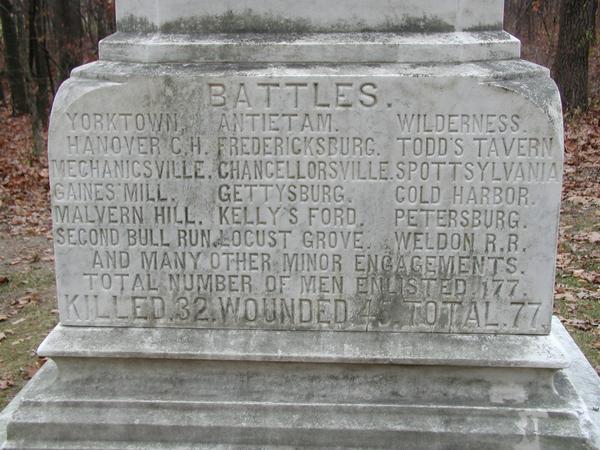 BATTLES.
YORKTOWN. ANTIETAM. WILDERNESS.
HANOVER C.H. FREDERICKSBURG. TODD'S TAVERN
MECHANICSVILLE. CHANCELLORSVILLE. SPOTTSYLVANIA
GAINES MILL. GETTYSBURG. COLD HARBOR.
MALVERN HILL. KELLY'S FORD. PETERSBURG.
SECOND BULL RUN. LOCUST GROVE. WELDON R.R.
AND MANY OTHER MINOR ENGAGEMENTS.
TOTAL NUMBER OF MEN ENLISTED 177.
KILLED. 32. WOUNDED. 45. TOTAL. 77.